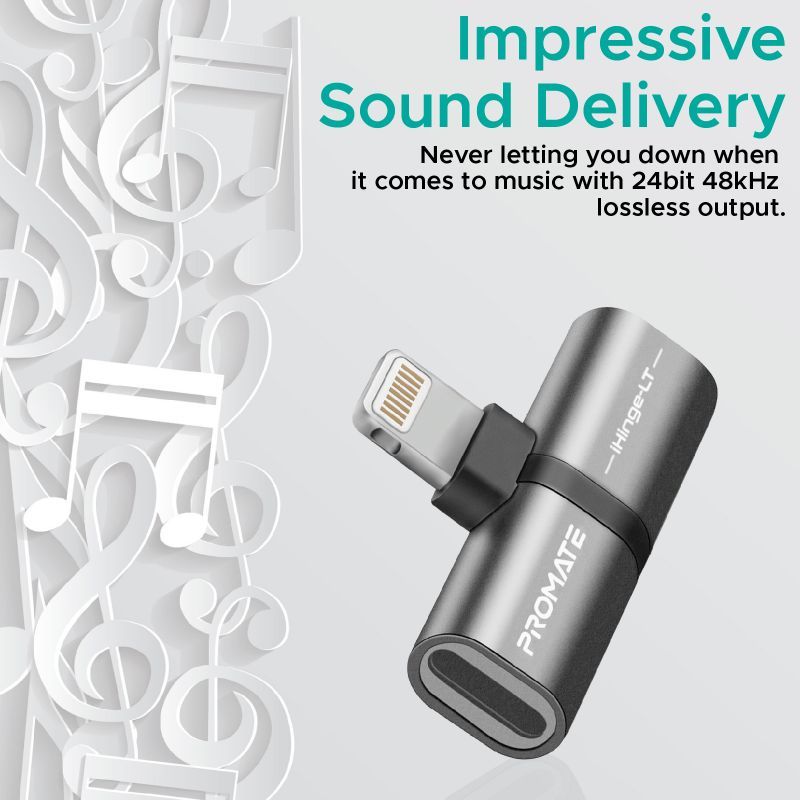 Impressive
Sound Delivery
Never letting you down when
it comes to music with 24bit 48kHz
lossless output.
iHinge-LT
PROMATE